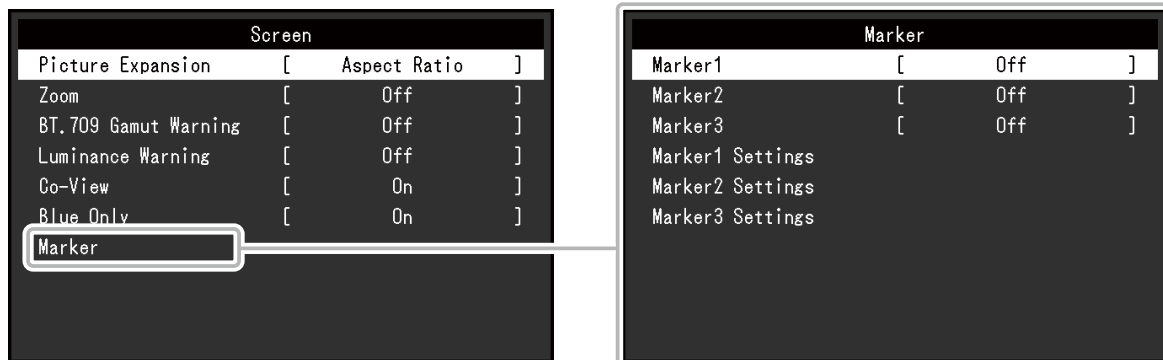 Screen
Picture Expansion [ Aspect Ratio ]
Zoom [ Off ]
BT.709 Gamut Warning [ Off ]
Luminance Warning [ Off ]
Co-View [ On ]
Blue Only [ On ]
Marker
Marker
Marker1 [ Off ]
Marker2 [ Off ]
Marker3 [ Off ]
Marker1 Settings
Marker2 Settings
Marker3 Settings